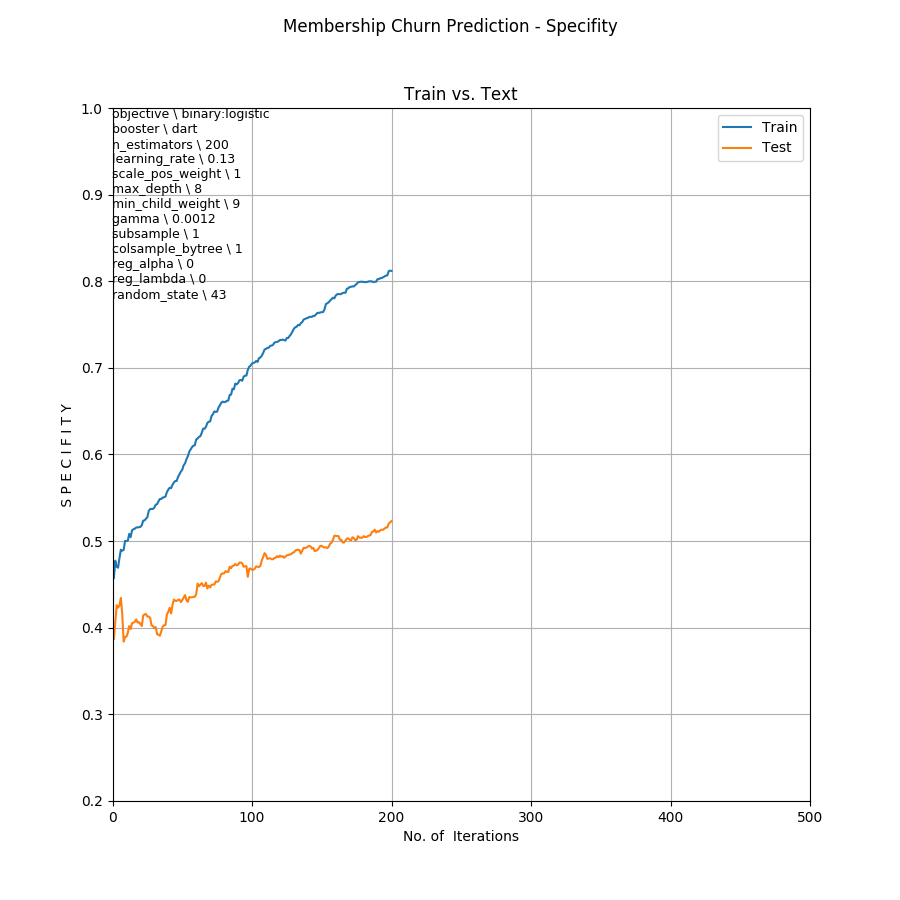 Membership Churn Prediction - Specifity
Train vs. Text
1.0
0.9
0.8
0.7
0.6
0.5
0.4
0.3
0.2
S P E C I F I T Y
objective \ binary:logistic
booster \ dart
n_estimators \ 200
learning_rate \ 0.13
scale_pos_weight \ 1
max_depth \ 8
min_child_weight \ 9
gamma \ 0.0012
subsample \ 1
colsample_bytree \ 1
reg_alpha \ 0
reg_lambda \ 0
random_state \ 43
Train
Test
0 100 200 300 400 500
No. of  Iterations